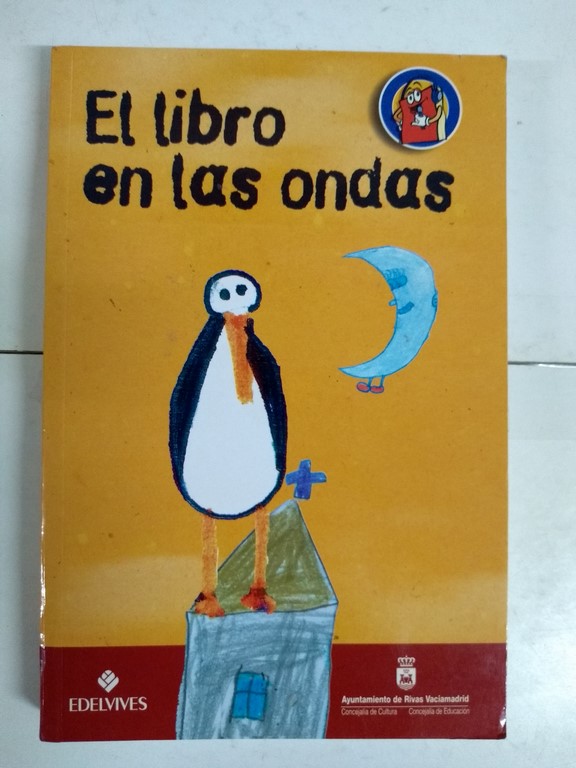 El libro
en las ondas
EDELVIVES
Ayuntamiento de Rivas Vaciamadrid
Concejalía de Cultura Concejalía de Educación